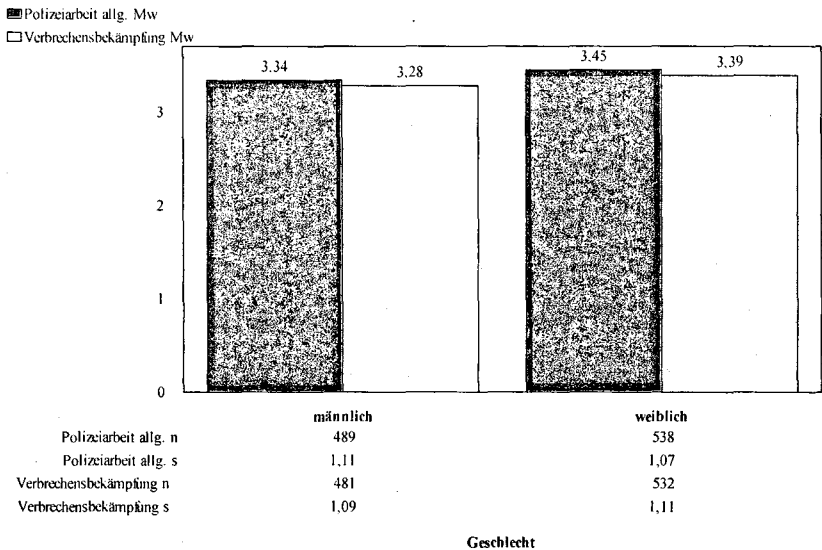 Polizeiarbeit allg. Mw
Verbrechensbekämpfung Mw
3,34 3,28 3,45 3,39
3
2
1
0
männlich weiblich
Polizeiarbeit allg. n 489 538
Polizeiarbeit allg. s 1,11 1,07
Verbrechensbekämpfung n 481 532
Verbrechensbekämpfung s 1,09 1,11
Geschlecht